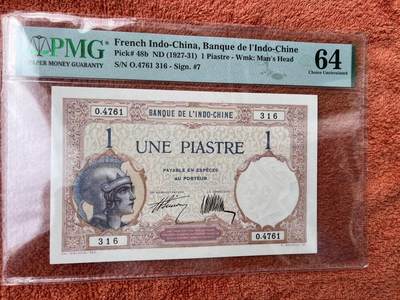 PMG
PAPER MONEY GUARANTY
French Indo-China, Banque de l'Indo-Chine
Pick# 48b ND (1927-31) 1 Piastre - Wmk: Man's Head
S/N O.4761 316 - Sign. #7
64
Choice Uncirculated
BANQUE DE L'INDO-CHINE
0.4761
316
1
UNE PIASTRE
1
PAYABLE EN ESPÈCES
AU PORTEUR
316
0.4761